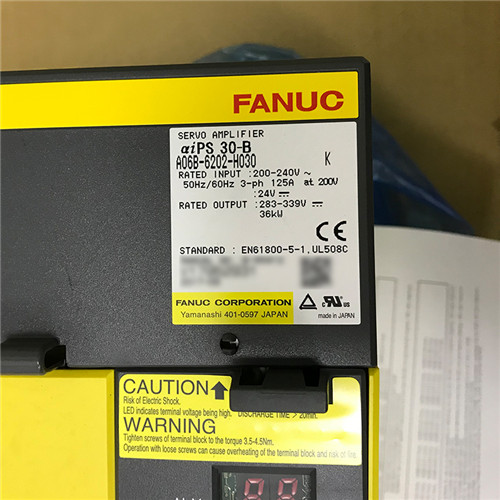 FANUC
SERVO AMPLIFIER
αiPS 30-B
A06B-6202-H030 K
RATED INPUT :200-240V ~
50Hz/60Hz 3-ph 125A at 200V
:24V ⎓
RATED OUTPUT :283-339V ⎓
36kW
CE
STANDARD : EN61800-5-1,UL508C
FANUC CORPORATION
Yamanashi 401-0597 JAPAN
c RU US
made in JAPAN
CAUTION
Risk of Electric Shock.
LED indicates terminal voltage being high. DISCHARGE TIME > 20min.
WARNING
Tighten screws of terminal block to the torque 3.5-4.5Nm.
Operation with loose screws can cause overheating of the terminal block and risk of fire.